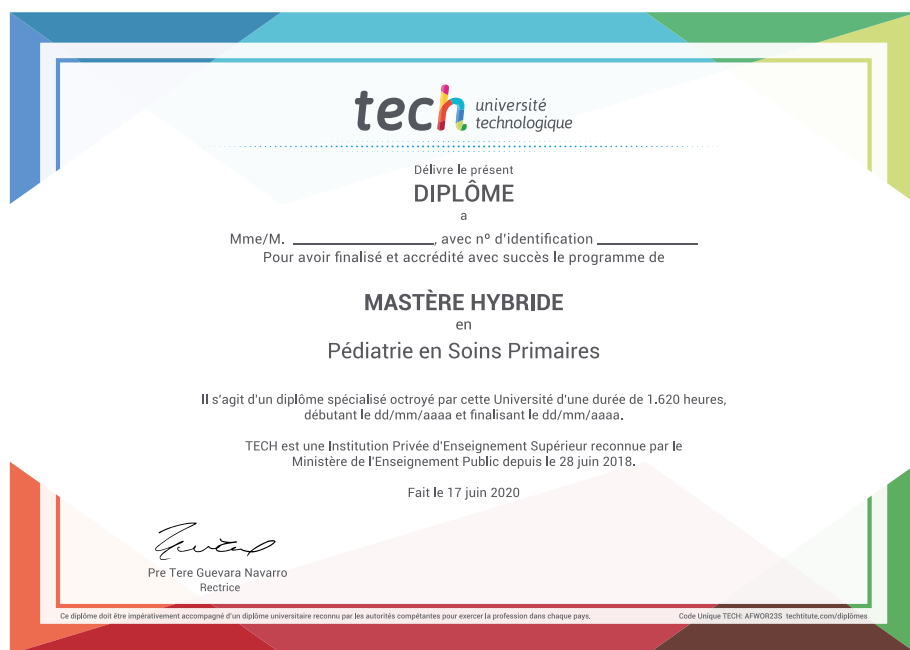 tech université
technologique
Délivre le présent
DIPLÔME
a
Mme/M. ____________________, avec nº d'identification ______________
Pour avoir finalisé et accrédité avec succès le programme de
MASTÈRE HYBRIDE
en
Pédiatrie en Soins Primaires
Il s'agit d'un diplôme spécialisé octroyé par cette Université d'une durée de 1.620 heures,
débutant le dd/mm/aaaa et finalisant le dd/mm/aaaa.
TECH est une Institution Privée d'Enseignement Supérieur reconnue par le
Ministère de l'Enseignement Public depuis le 28 juin 2018.
Fait le 17 juin 2020
Pre Tere Guevara Navarro
Rectrice
Ce diplôme doit être impérativement accompagné d'un diplôme universitaire reconnu par les autorités compétantes pour exercer la profession dans chaque pays. Code Unique TECH: AFWOR23S techtitute.com/diplômes